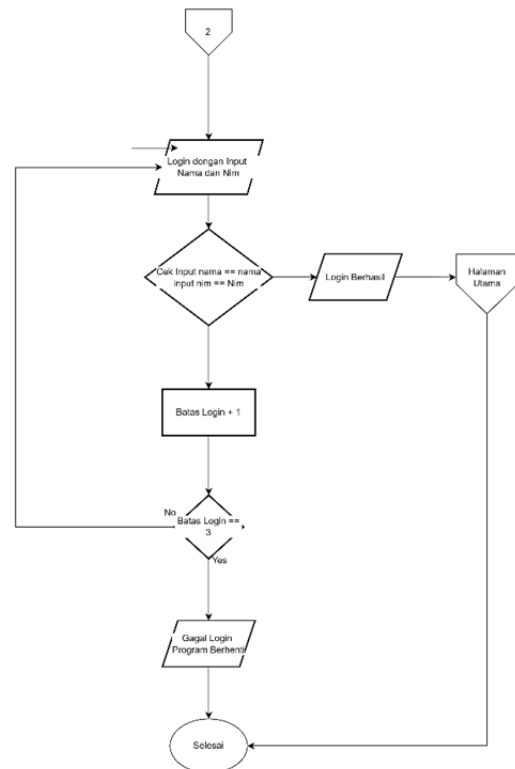 2
Login dongan Input
Nama dan Nim
Cek Input nama == nama
input nim == Nim
Login Berhasil
Halaman
Utama
Batas Login + 1
No
Batas Login ==
3
Yes
Gagal Login
Program Berhenti
Selesai